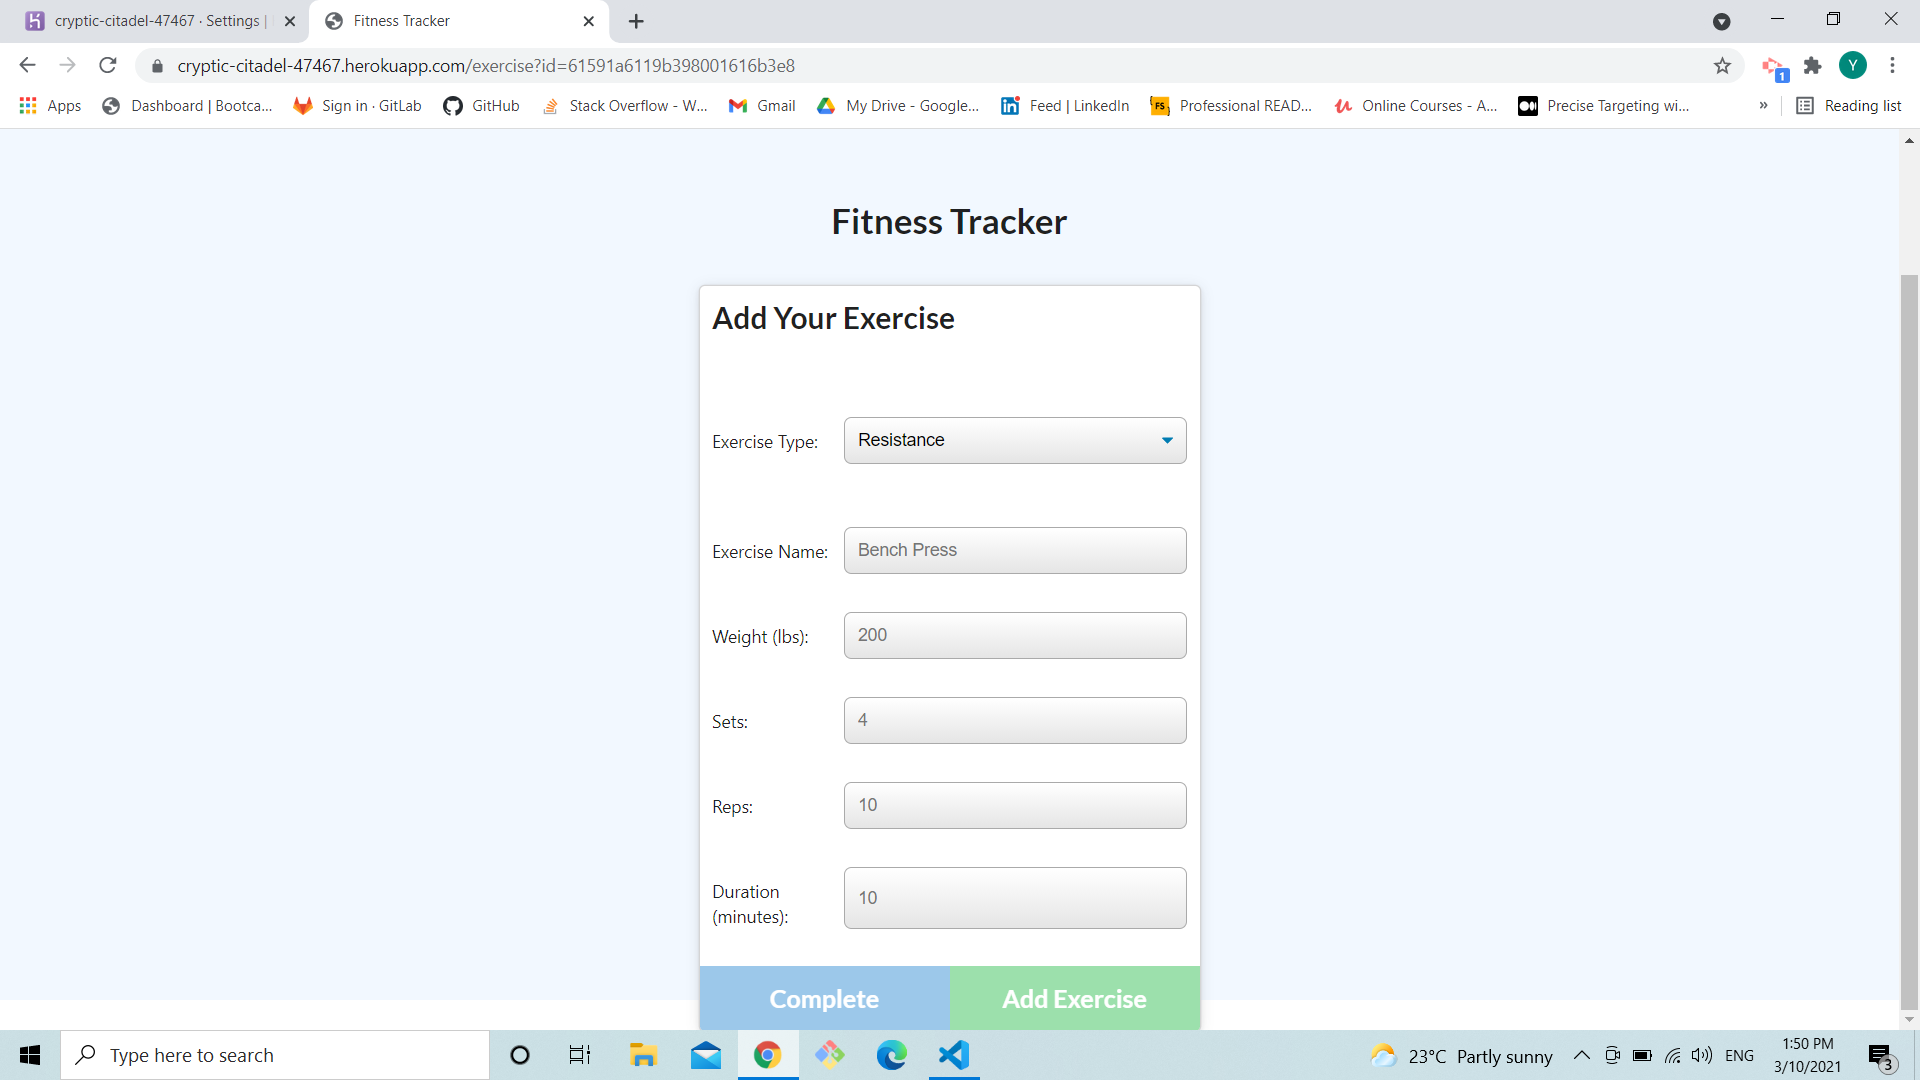 cryptic-citadel-47467 · Settings |
Fitness Tracker
cryptic-citadel-47467.herokuapp.com/exercise?id=61591a6119b398001616b3e8
1
Y
Apps
Dashboard | Bootca...
Sign in · GitLab
GitHub
Stack Overflow - W...
Gmail
My Drive - Google...
Feed | LinkedIn
FS
Professional READ...
Online Courses - A...
Precise Targeting wi...
»
Reading list
Fitness Tracker
Add Your Exercise
Exercise Type:
Resistance
Exercise Name:
Bench Press
Weight (lbs):
200
Sets:
4
Reps:
10
Duration
(minutes):
10
Complete
Add Exercise
Type here to search
23°C Partly sunny
ENG
1:50 PM
3/10/2021
3